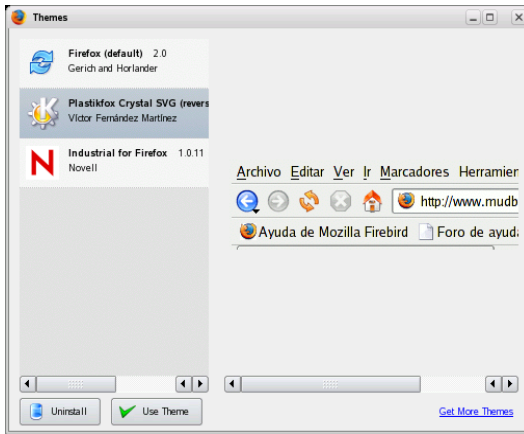 Themes
Firefox (default) 2.0
Gerich and Horlander
Plastikfox Crystal SVG (revers
Víctor Fernández Martínez
Industrial for Firefox 1.0.11
Novell
Archivo Editar Ver Ir Marcadores Herramien
http://www.mudb
Ayuda de Mozilla Firebird Foro de ayuda
Uninstall
Use Theme
Get More Themes